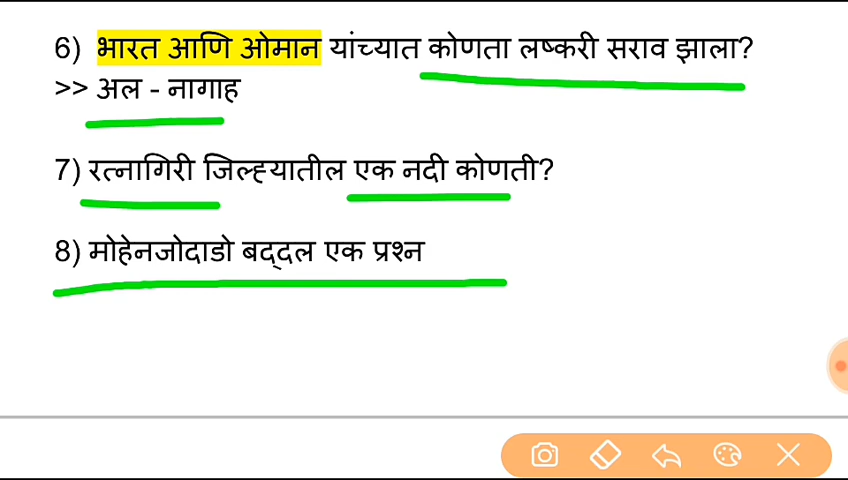 6) भारत आणि ओमान यांच्यात कोणता लष्करी सराव झाला?
>> अल - नागाह
7) रत्नागिरी जिल्ह्यातील एक नदी कोणती?
8) मोहेनजोदाडो बद्दल एक प्रश्न